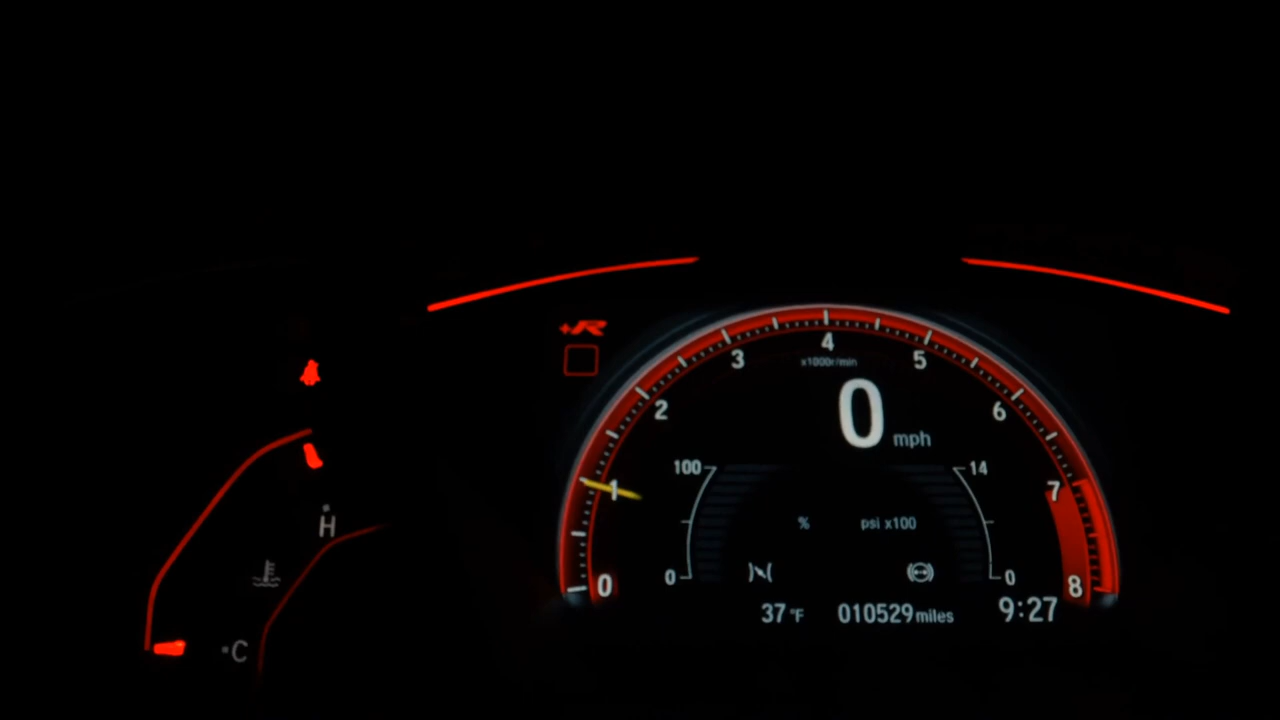 +R
4
3 5
x1000r/min
2 6
0 mph
100 14
1 7
% psi x100
H
0 0
0 8
37 °F 010529 miles 9:27
C